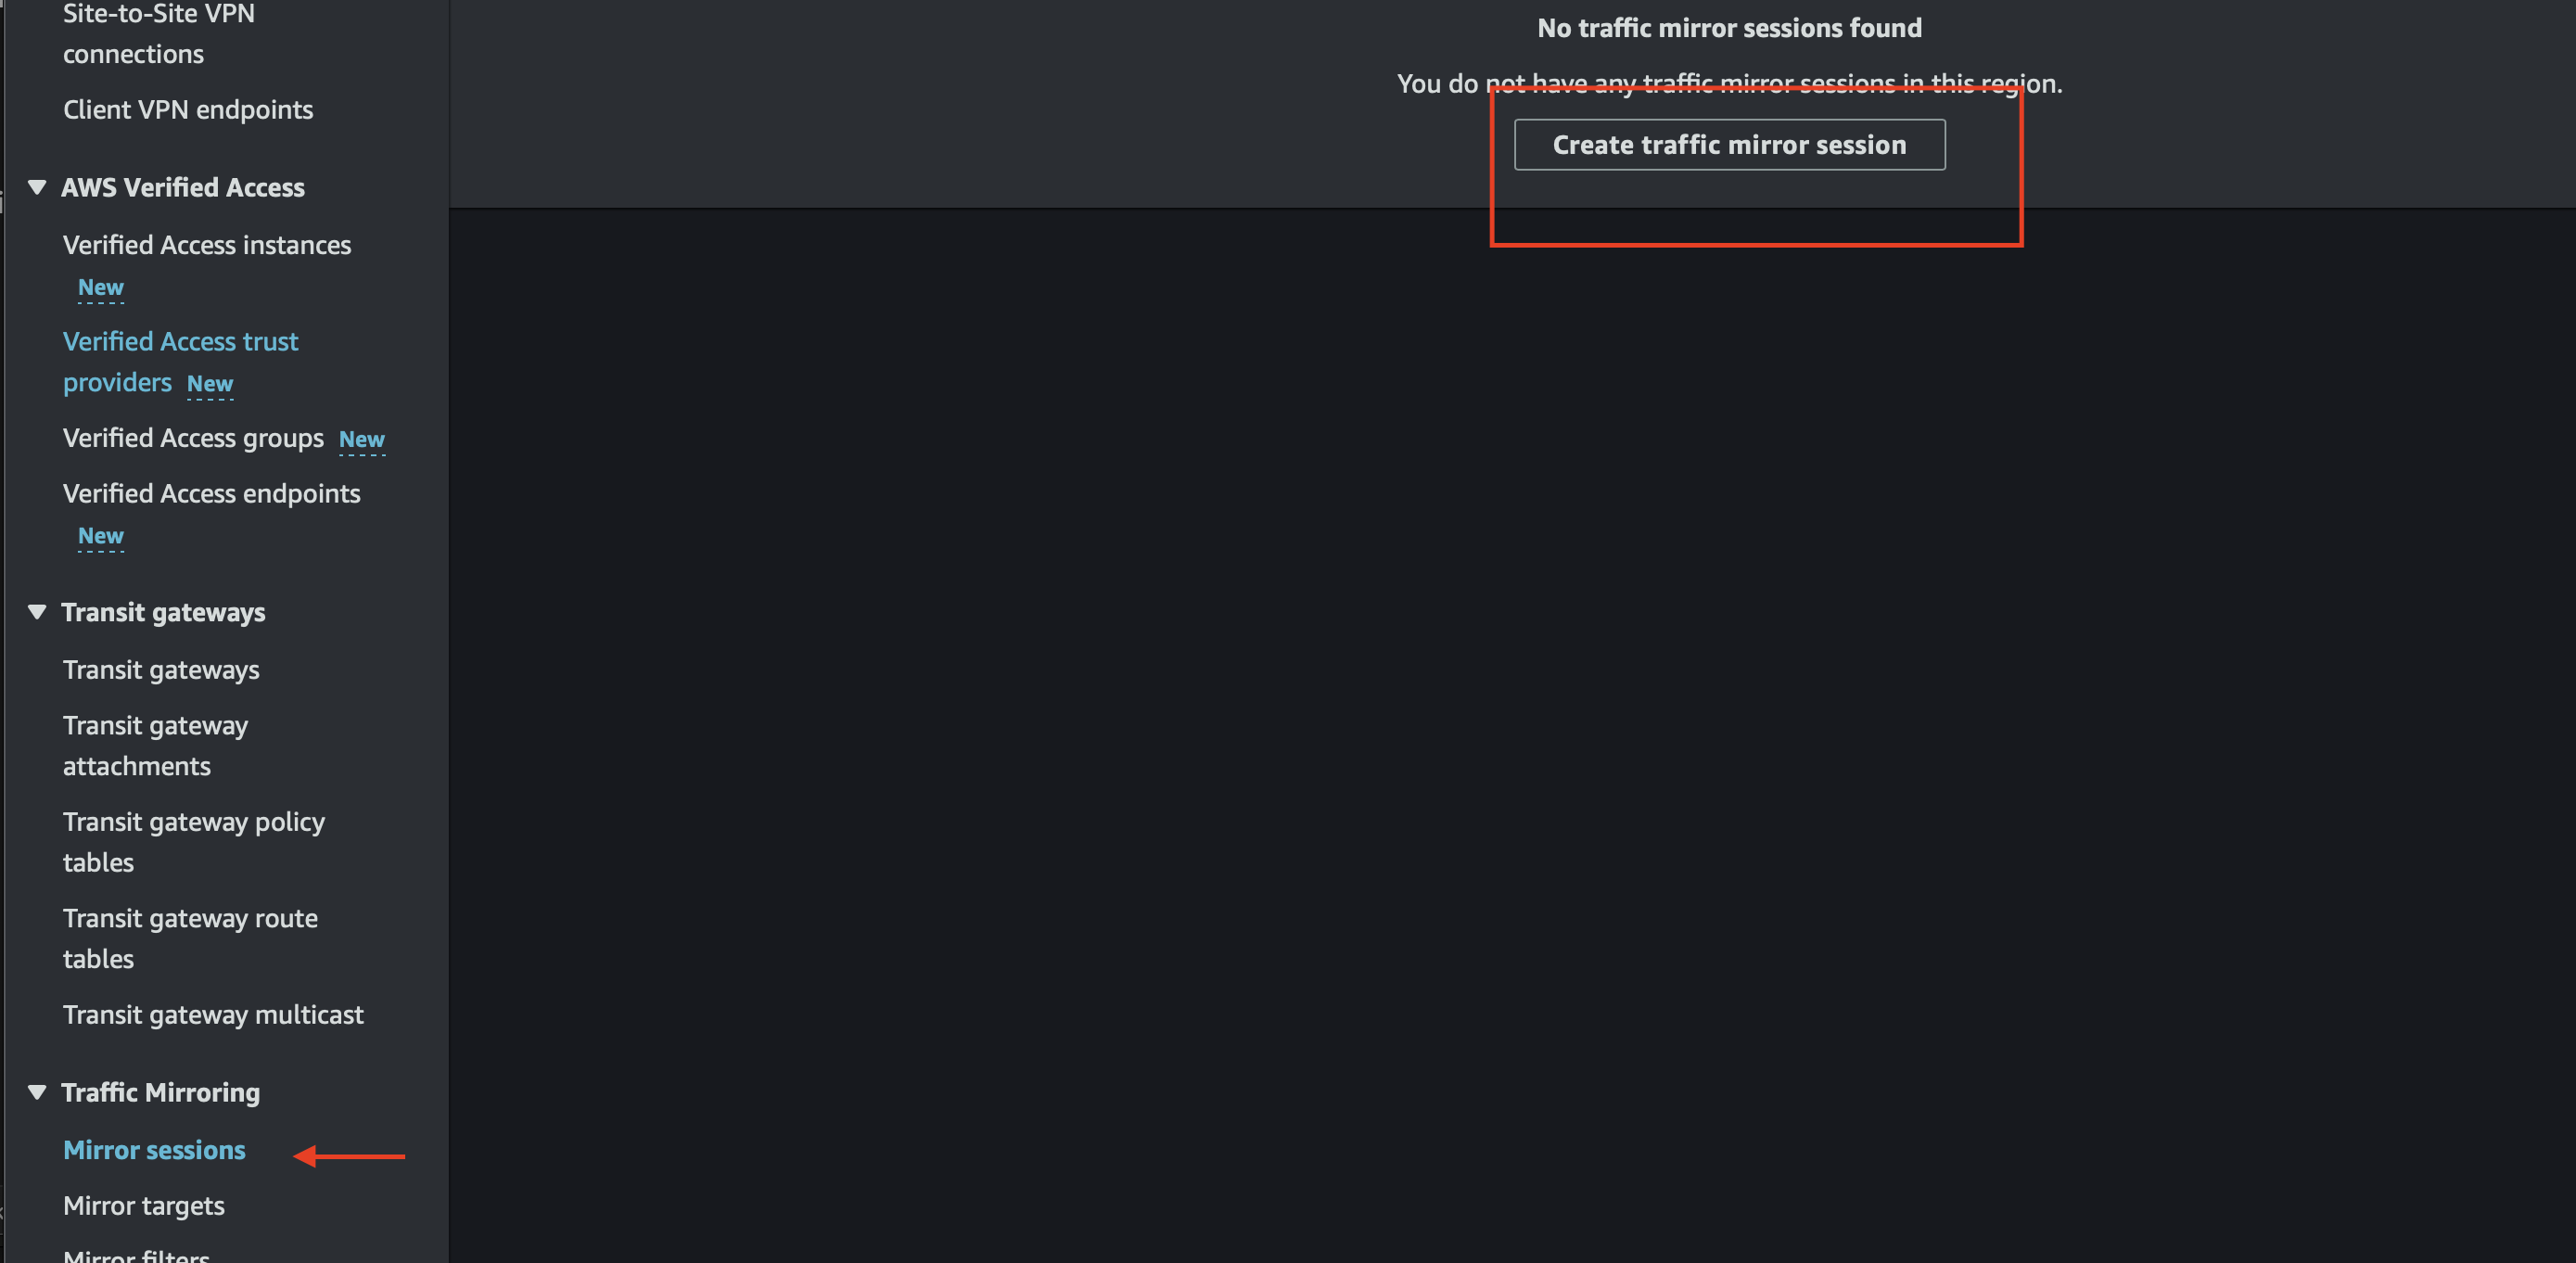 Site-to-Site VPN
connections
Client VPN endpoints
AWS Verified Access
Verified Access instances
New
Verified Access trust
providers New
Verified Access groups New
Verified Access endpoints
New
Transit gateways
Transit gateways
Transit gateway
attachments
Transit gateway policy
tables
Transit gateway route
tables
Transit gateway multicast
Traffic Mirroring
Mirror sessions
Mirror targets
Mirror filters
No traffic mirror sessions found
You do not have any traffic mirror sessions in this region.
Create traffic mirror session